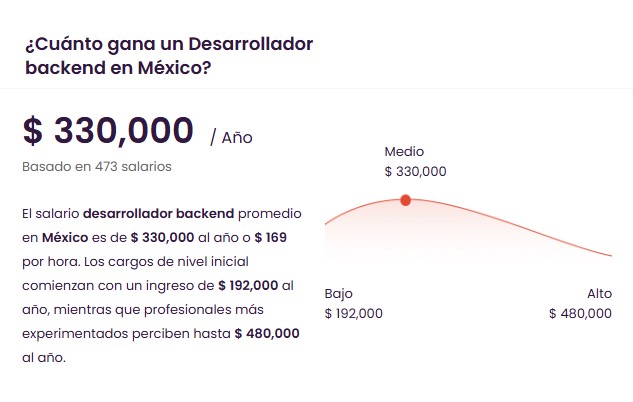 ¿Cuánto gana un Desarrollador
backend en México?
$ 330,000 / Año
Basado en 473 salarios
El salario desarrollador backend promedio
en México es de $ 330,000 al año o $ 169
por hora. Los cargos de nivel inicial
comienzan con un ingreso de $ 192,000 al
año, mientras que profesionales más
experimentados perciben hasta $ 480,000
al año.
Medio
$ 330,000
Bajo
$ 192,000
Alto
$ 480,000